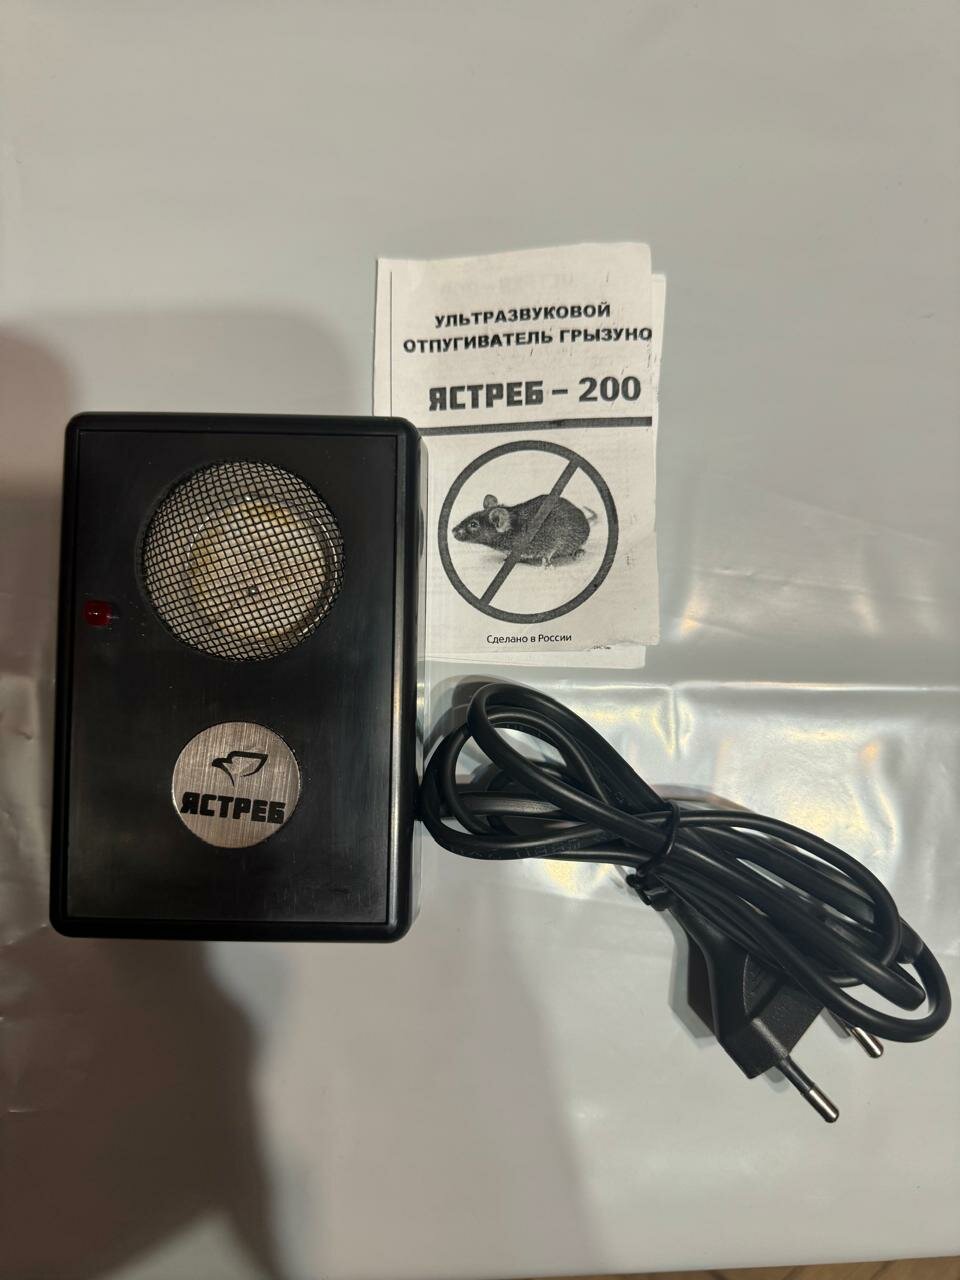 УЛЬТРАЗВУКОВОЙ
ОТПУГИВАТЕЛЬ ГРЫЗУНО
ЯСТРЕБ – 200
Сделано в России
ЯСТРЕБ